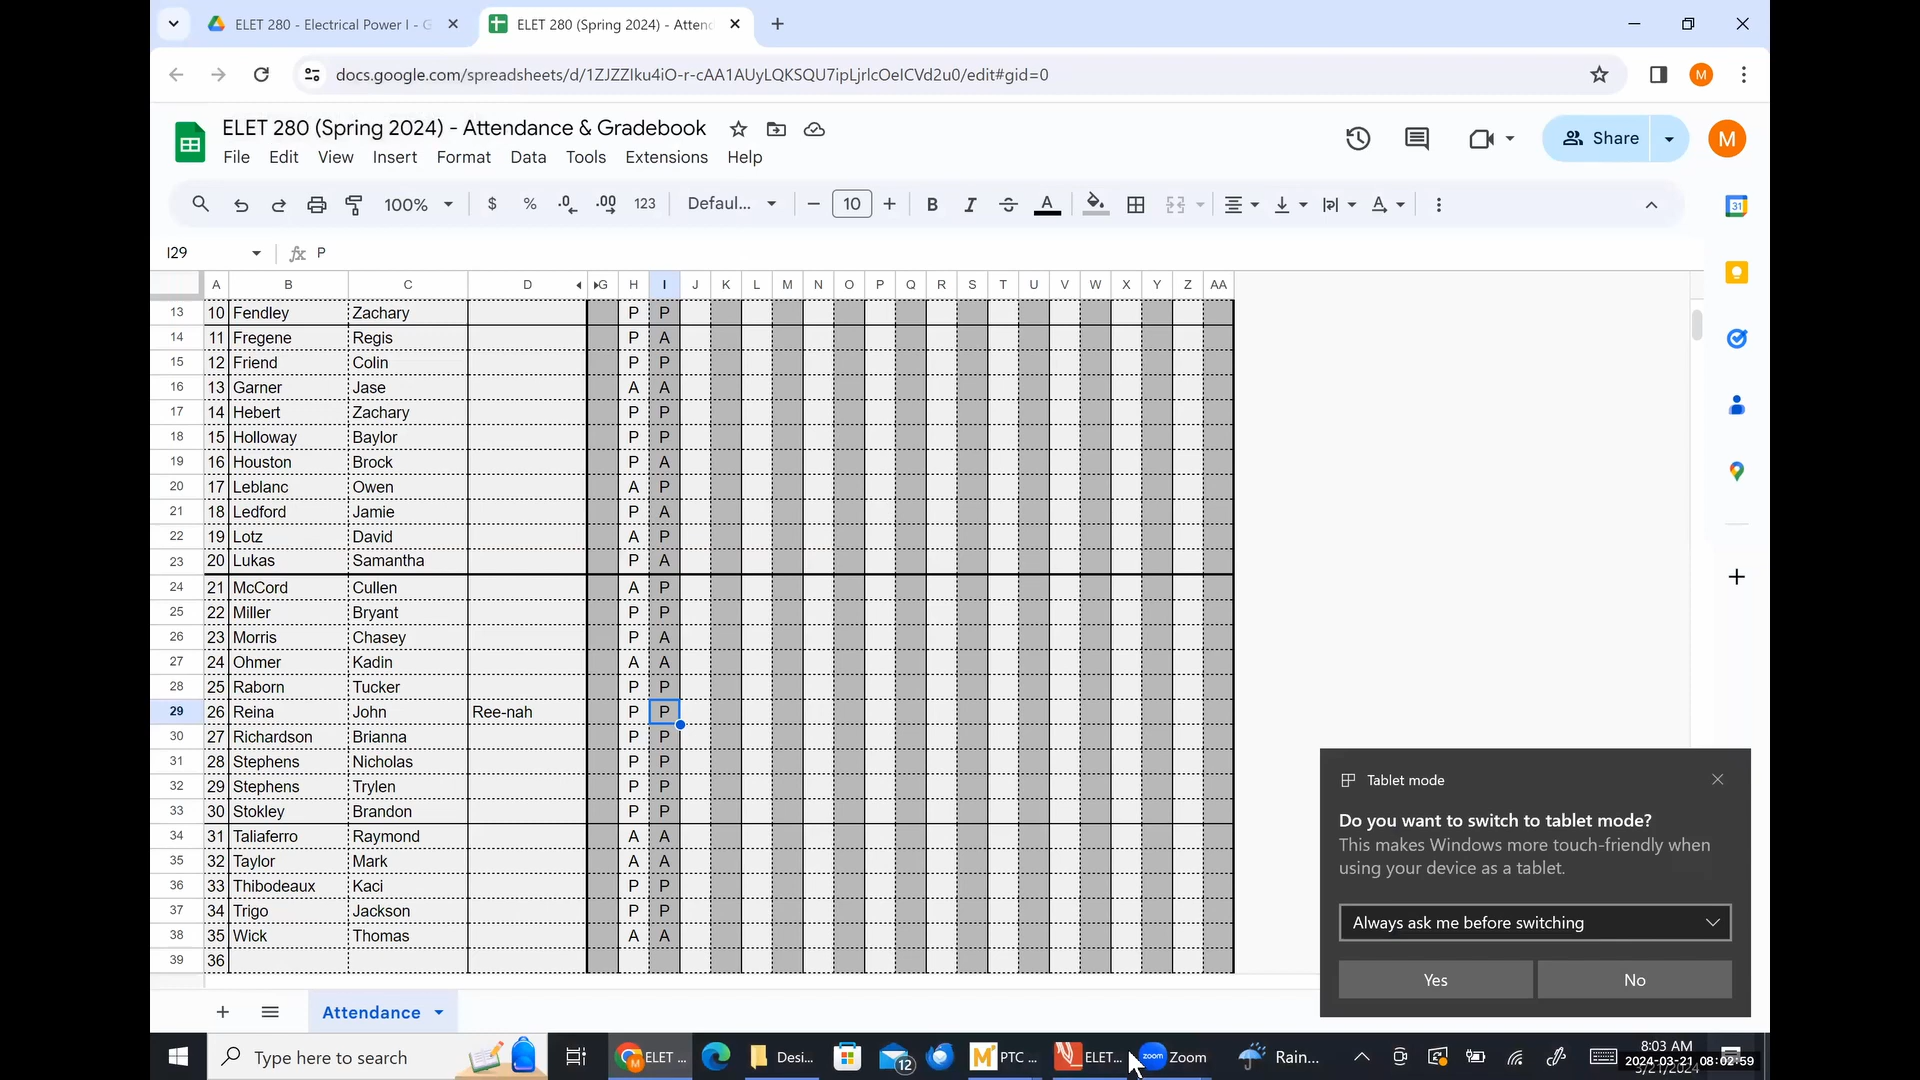 ELET 280 - Electrical Power I - G
ELET 280 (Spring 2024) - Attend
docs.google.com/spreadsheets/d/1ZJZZIku4iO-r-cAA1AUyLQKSQU7ipLjrlcOeICVd2u0/edit#gid=0
M
ELET 280 (Spring 2024) - Attendance & Gradebook
File Edit View Insert Format Data Tools Extensions Help
Share
M
100% $ % .0 .00 123 Defaul... 10 B I A
31
I29 fx P
A B C D G H I J K L M N O P Q R S T U V W X Y Z AA
13 10 Fendley Zachary P P
14 11 Fregene Regis P A
15 12 Friend Colin P P
16 13 Garner Jase A A
17 14 Hebert Zachary P P
18 15 Holloway Baylor P P
19 16 Houston Brock P A
20 17 Leblanc Owen A P
21 18 Ledford Jamie P A
22 19 Lotz David A P
23 20 Lukas Samantha P A
24 21 McCord Cullen A P
25 22 Miller Bryant P P
26 23 Morris Chasey P A
27 24 Ohmer Kadin A A
28 25 Raborn Tucker P P
29 26 Reina John Ree-nah P P
30 27 Richardson Brianna P P
31 28 Stephens Nicholas P P
32 29 Stephens Trylen P P
33 30 Stokley Brandon P P
34 31 Taliaferro Raymond A A
35 32 Taylor Mark A A
36 33 Thibodeaux Kaci P P
37 34 Trigo Jackson P P
38 35 Wick Thomas A A
39 36
Tablet mode
Do you want to switch to tablet mode?
This makes Windows more touch-friendly when
using your device as a tablet.
Always ask me before switching
Yes No
Attendance
Type here to search
M ELET ...
Desi...
12
M PTC ...
ELET...
zoom Zoom
Rain...
8:03 AM
2024-03-21 08:02:59
3/21/2024